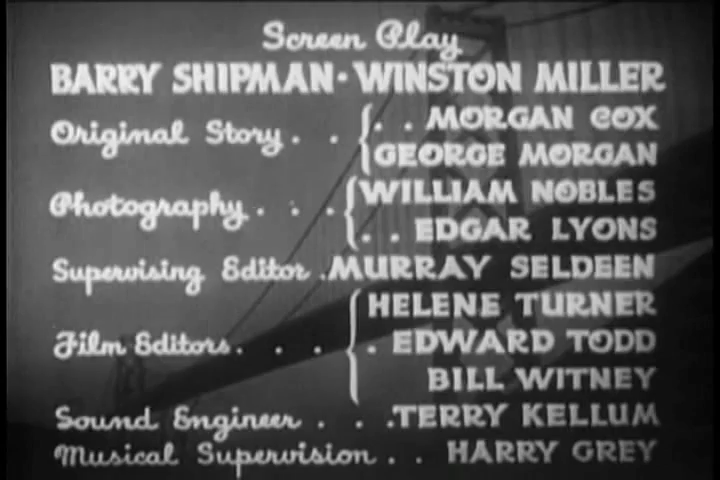 Screen Play
BARRY SHIPMAN · WINSTON MILLER
Original Story . . { . . MORGAN COX
GEORGE MORGAN
Photography . . . { WILLIAM NOBLES
. . EDGAR LYONS
Supervising Editor . MURRAY SELDEEN
HELENE TURNER
Film Editors . . . { . EDWARD TODD
BILL WITNEY
Sound Engineer . . . TERRY KELLUM
Musical Supervision . . HARRY GREY